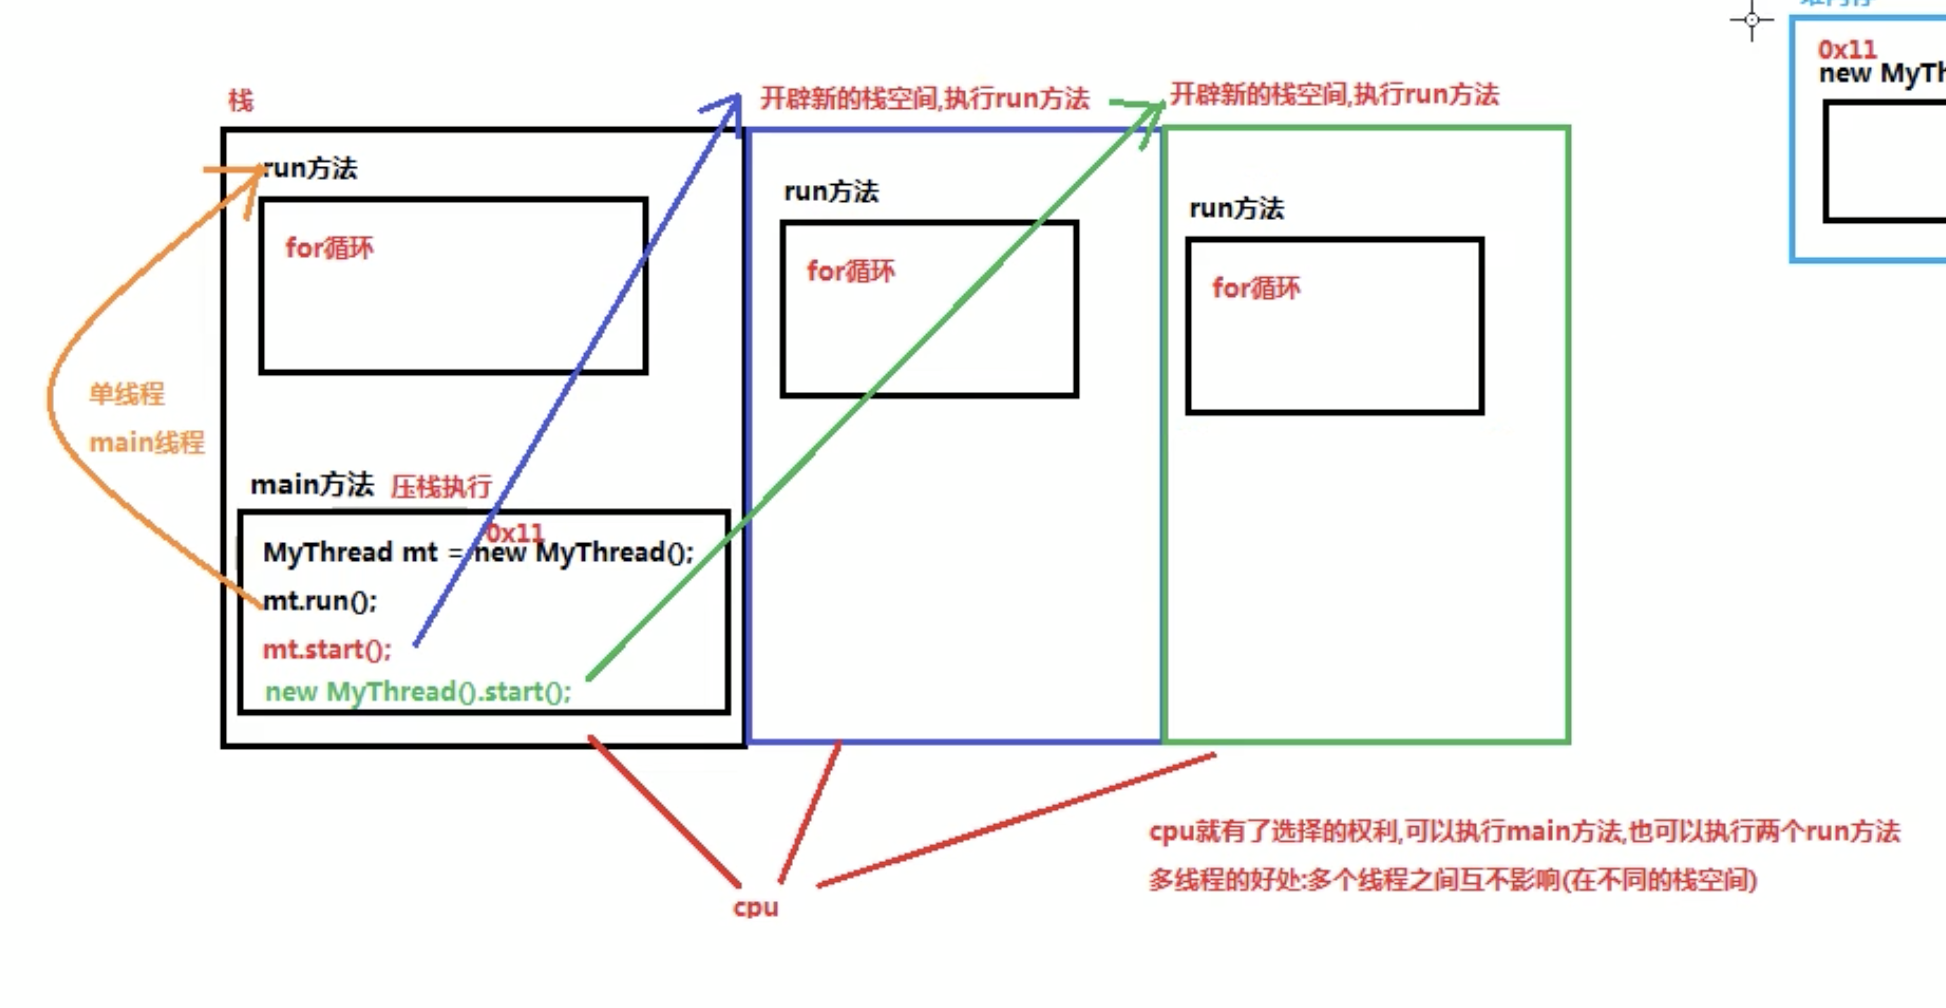 0x11
new MyTh
栈
开辟新的栈空间,执行run方法
开辟新的栈空间,执行run方法
run方法
for循环
run方法
for循环
run方法
for循环
单线程
main线程
main方法 压栈执行
0x11
MyThread mt = new MyThread();
mt.run();
mt.start();
new MyThread().start();
cpu
cpu就有了选择的权利,可以执行main方法,也可以执行两个run方法
多线程的好处:多个线程之间互不影响(在不同的栈空间)